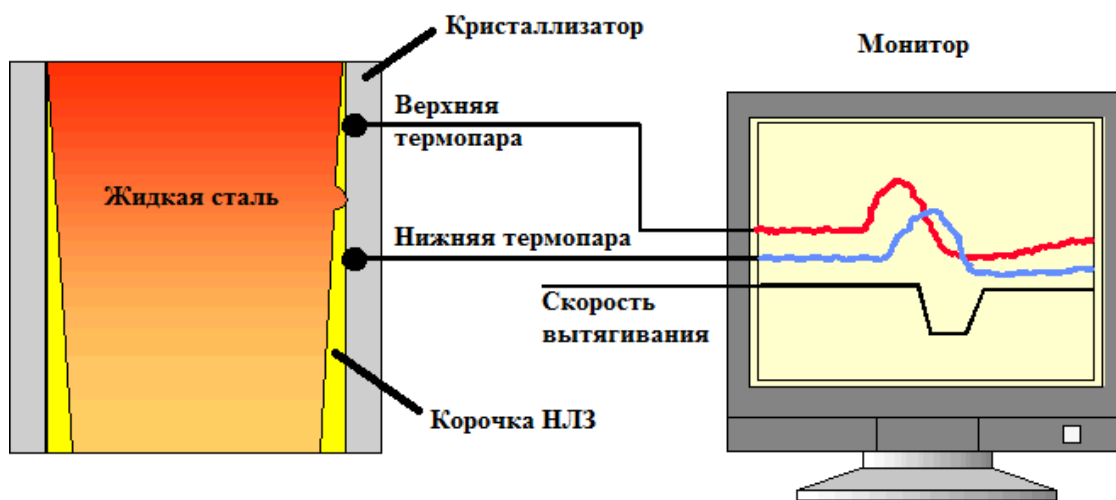 Кристаллизатор
Монитор
Верхняя
термопара
Жидкая сталь
Нижняя термопара
Скорость
вытягивания
Корочка НЛЗ